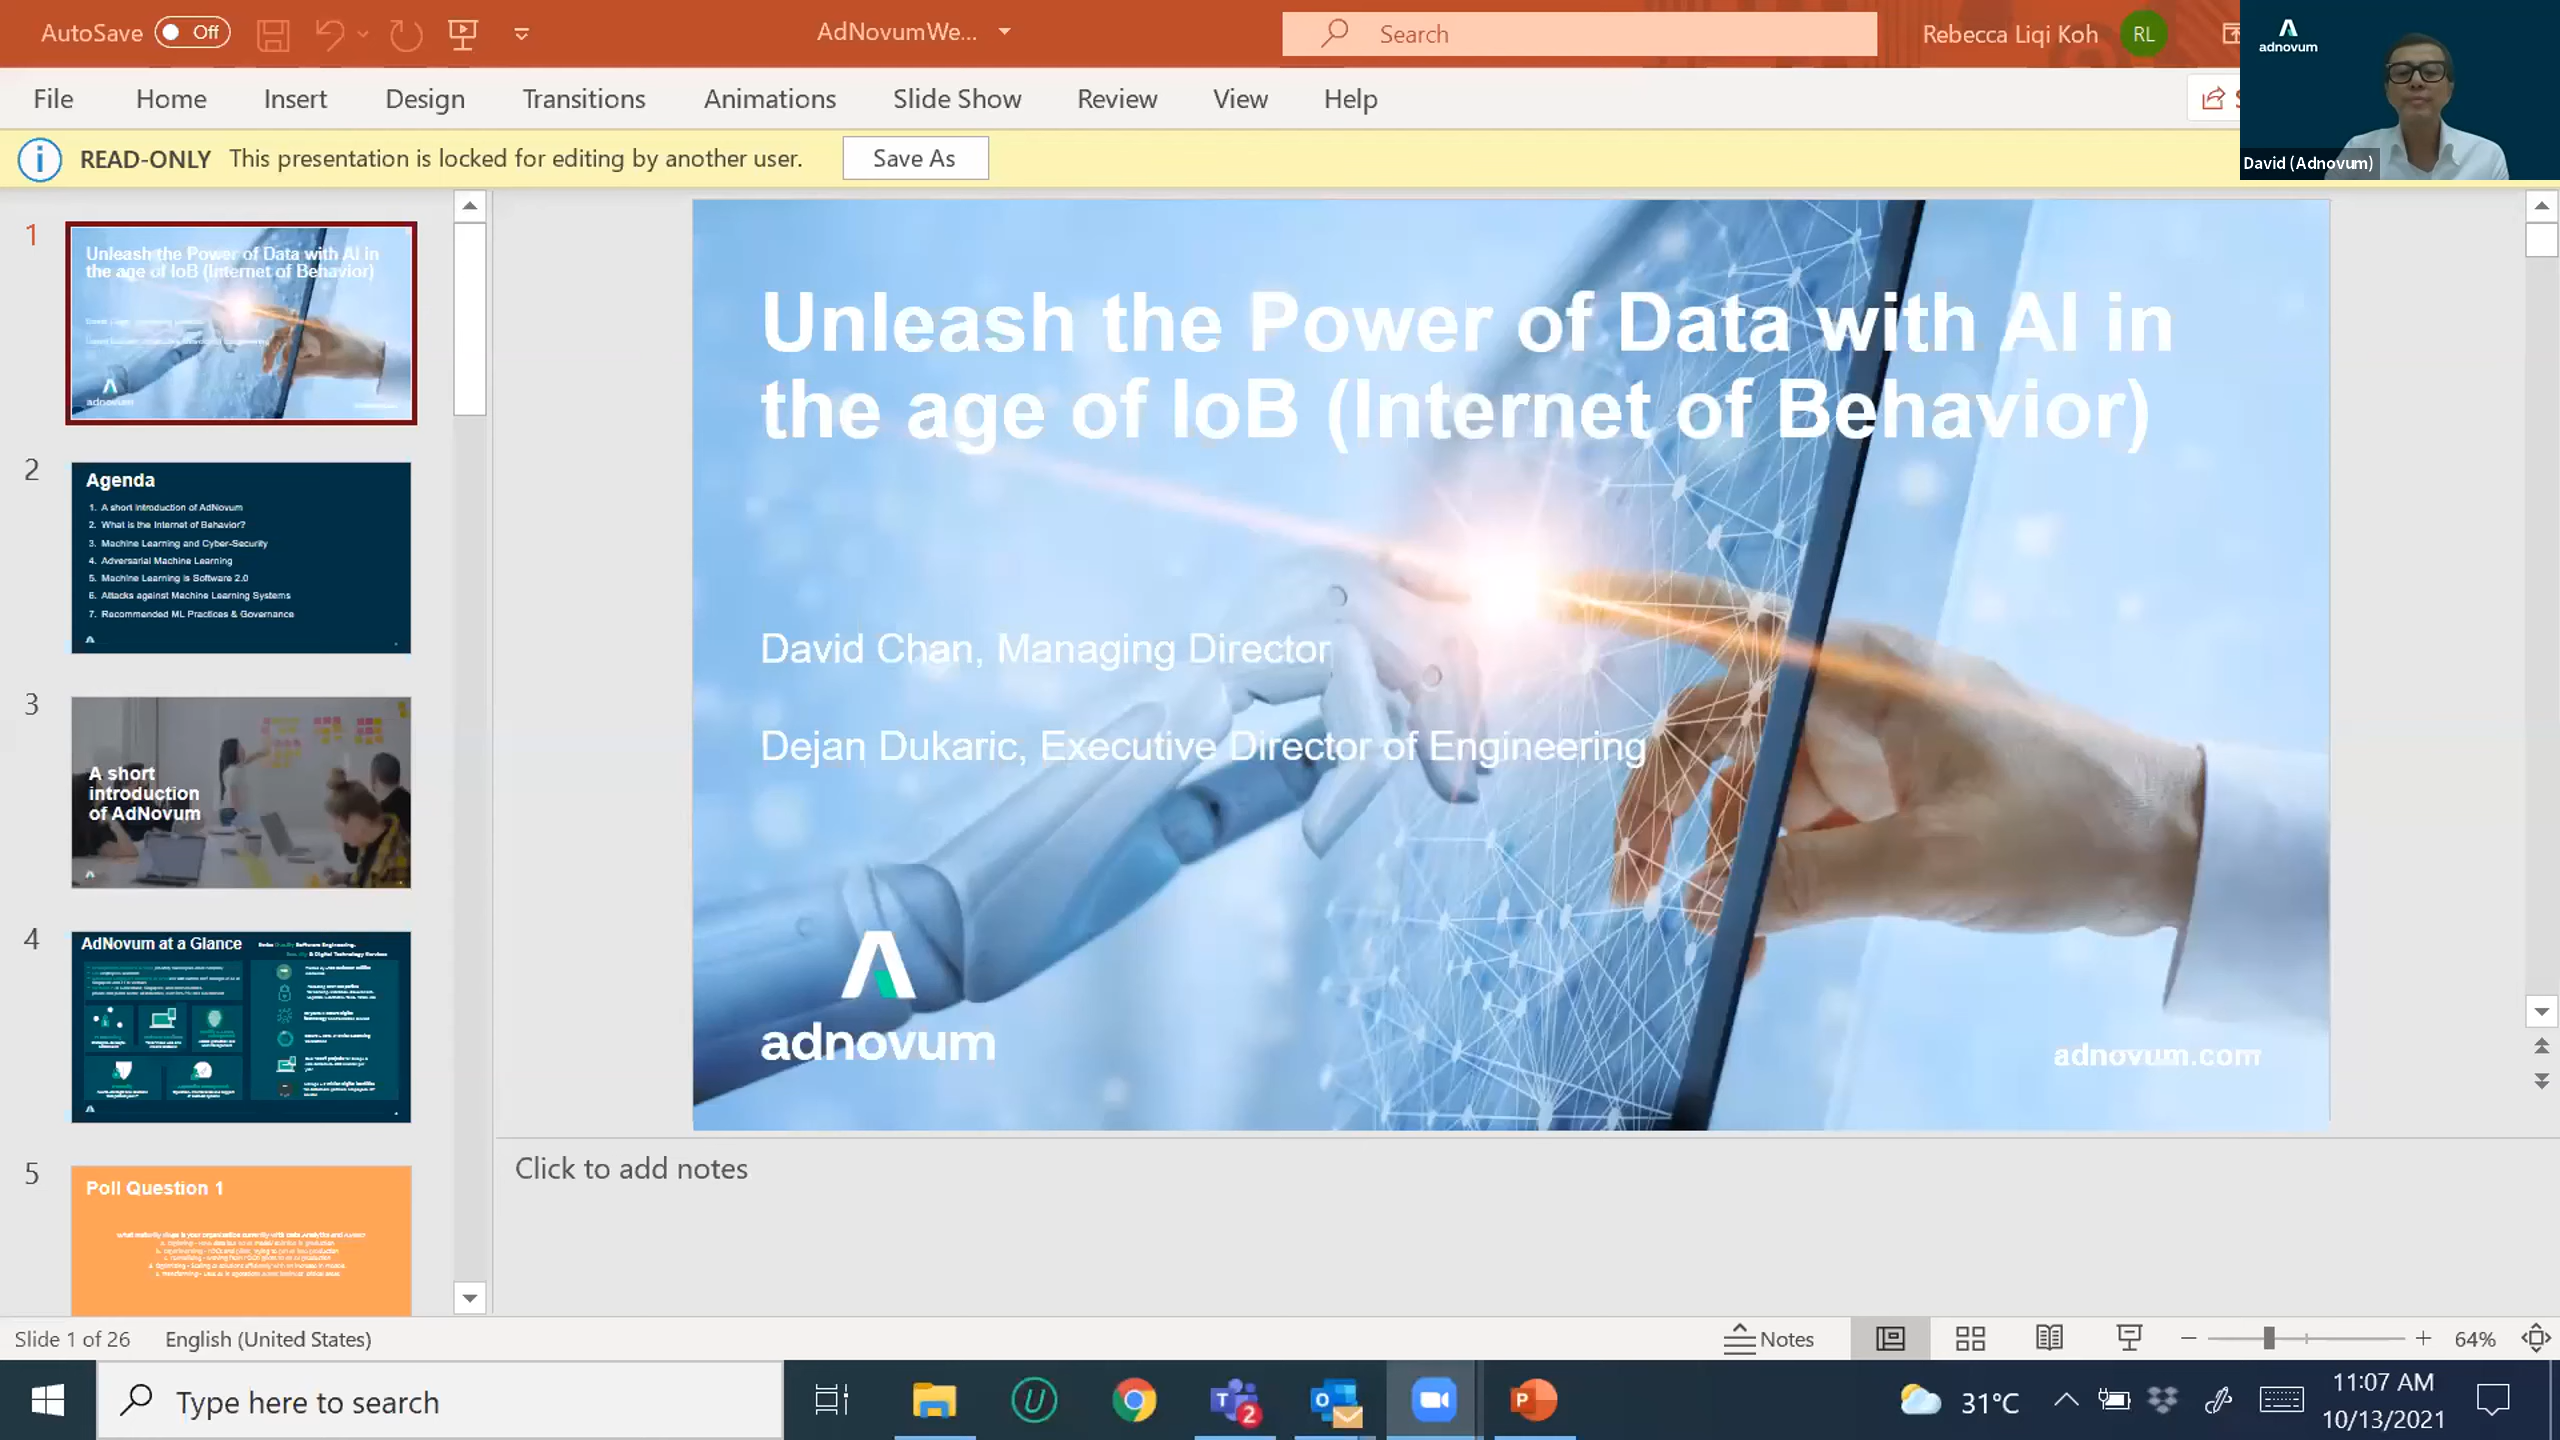 AutoSave
Off
AdNovumWe...
Search
Rebecca Liqi Koh
RL
adnovum
David (Adnovum)
File
Home
Insert
Design
Transitions
Animations
Slide Show
Review
View
Help
READ-ONLY This presentation is locked for editing by another user.
Save As
1
Unleash the Power of Data with AI in
the age of IoB (Internet of Behavior)
adnovum
2
Agenda
1. A short introduction of AdNovum
2. What is the Internet of Behavior?
3. Machine Learning and Cyber-Security
4. Adversarial Machine Learning
5. Machine Learning is Software 2.0
6. Attacks against Machine Learning Systems
7. Recommended ML Practices & Governance
3
A short
introduction
of AdNovum
4
AdNovum at a Glance
5
Poll Question 1
Unleash the Power of Data with AI in
the age of IoB (Internet of Behavior)
David Chan, Managing Director
Dejan Dukaric, Executive Director of Engineering
adnovum
adnovum.com
Click to add notes
Slide 1 of 26
English (United States)
Notes
64%
Type here to search
2
31°C
11:07 AM
10/13/2021